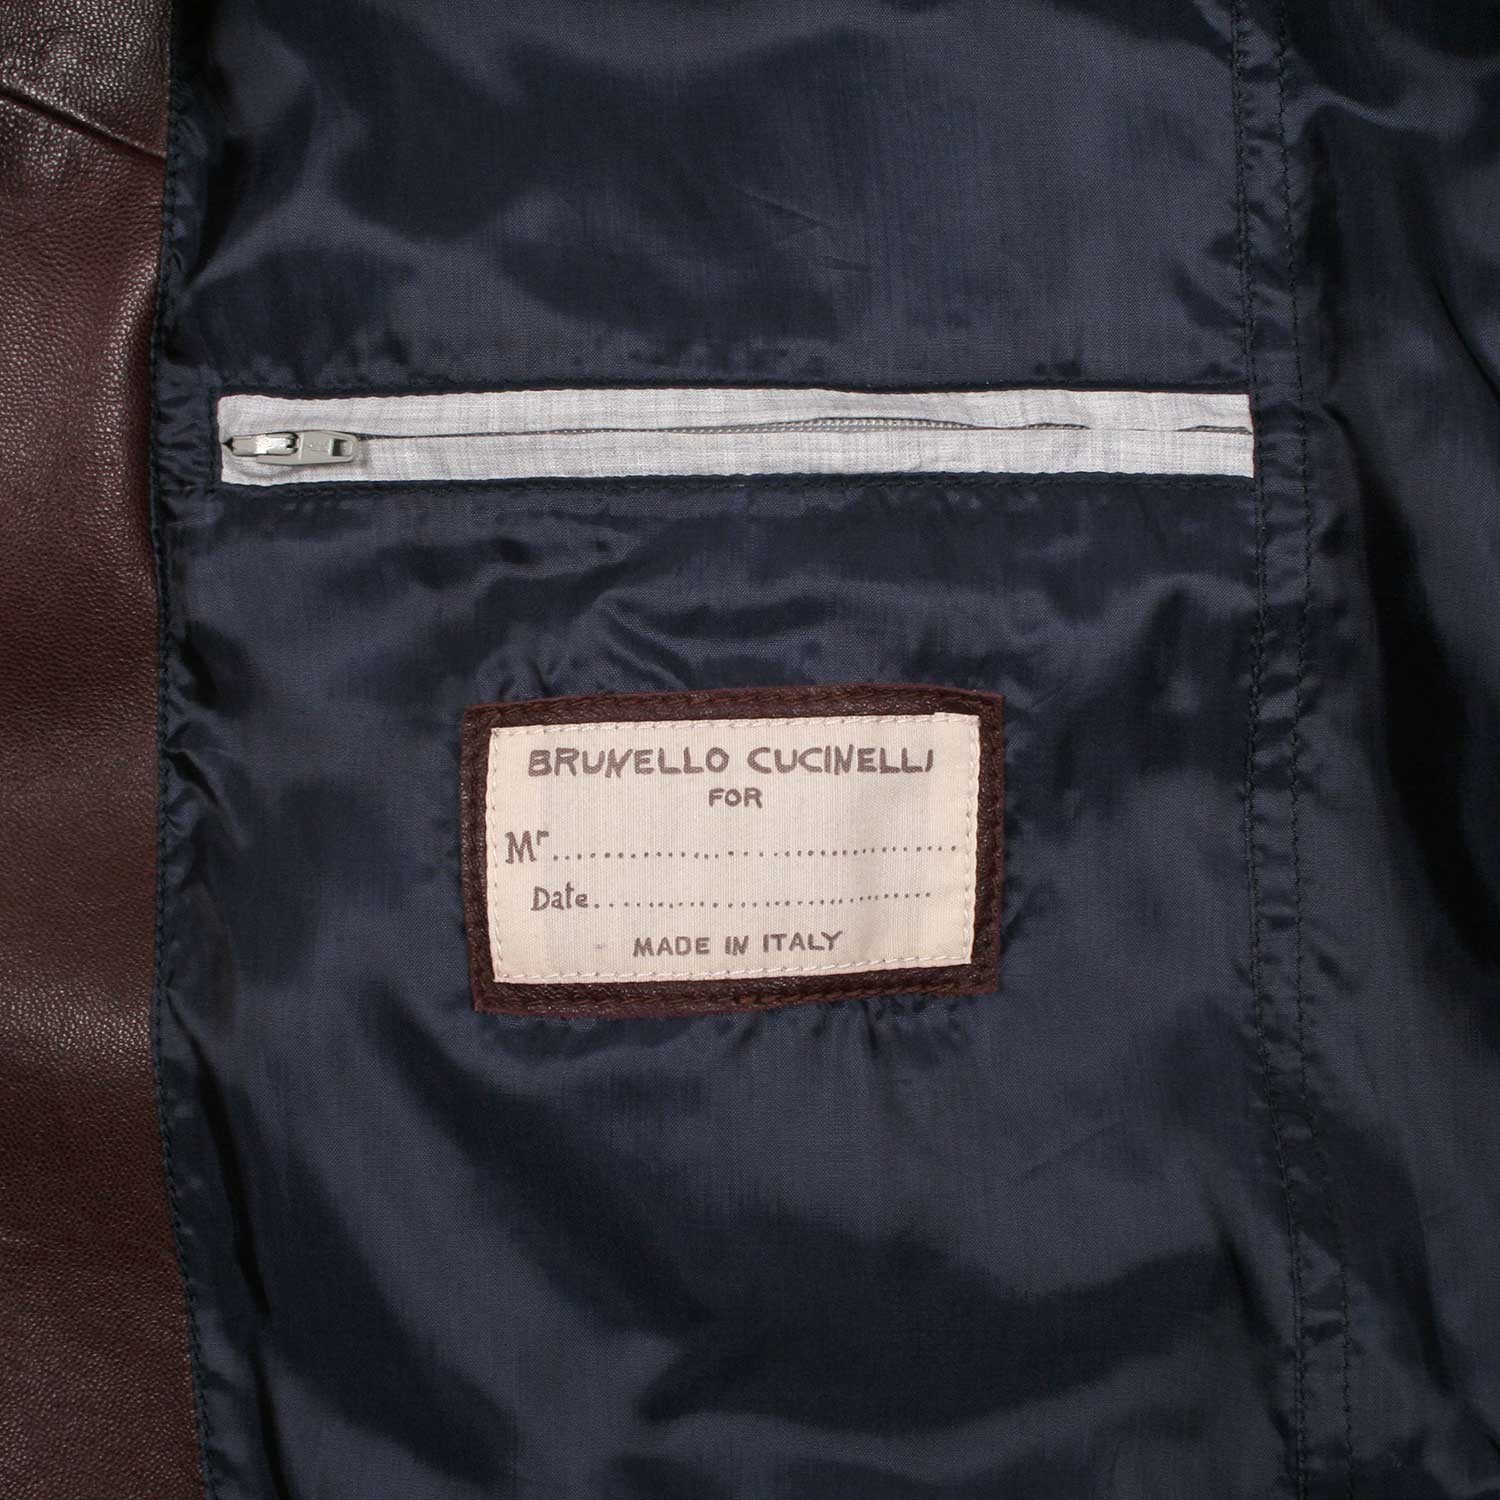 BRUNELLO CUCINELLI
FOR
Mr..............................
Date..............................
MADE IN ITALY